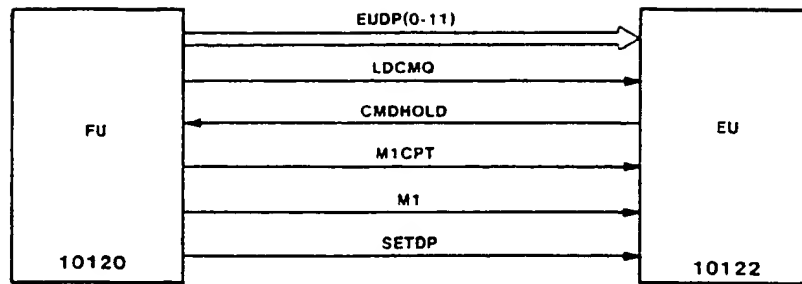 EUDP(0-11)
LDCMQ
CMDHOLD
FU
EU
M1CPT
M1
SETDP
10120
10122